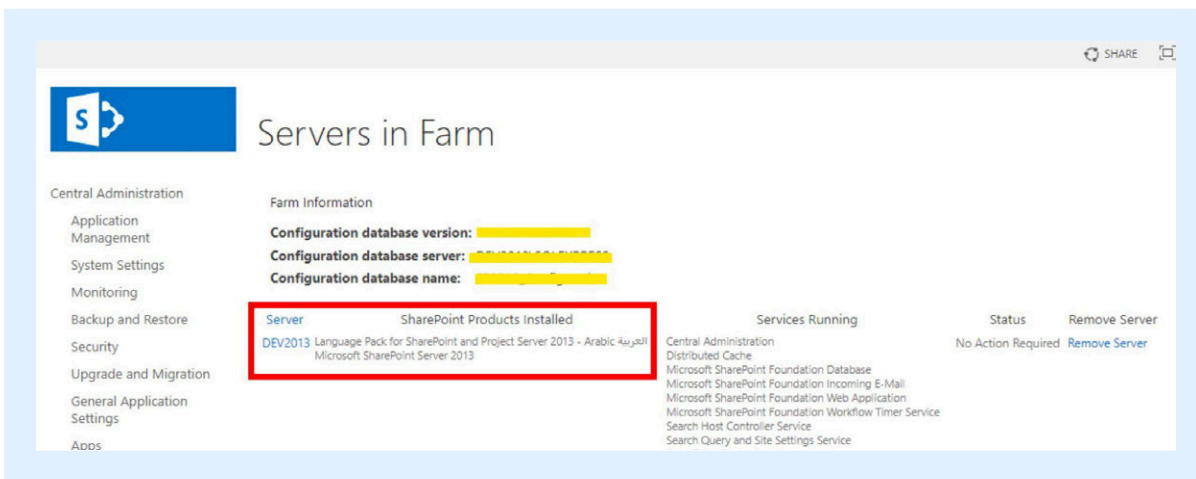 SHARE
S
Servers in Farm
Central Administration
Application
Management
System Settings
Monitoring
Backup and Restore
Security
Upgrade and Migration
General Application
Settings
Apps
Farm Information
Configuration database version:
Configuration database server:
Configuration database name:
Server SharePoint Products Installed Services Running Status Remove Server
DEV2013 Language Pack for SharePoint and Project Server 2013 - Arabic العربية
Microsoft SharePoint Server 2013
Central Administration
Distributed Cache
Microsoft SharePoint Foundation Database
Microsoft SharePoint Foundation Incoming E-Mail
Microsoft SharePoint Foundation Web Application
Microsoft SharePoint Foundation Workflow Timer Service
Search Host Controller Service
Search Query and Site Settings Service
No Action Required Remove Server